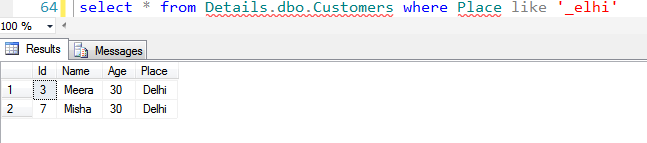 64 select * from Details.dbo.Customers where Place like '_elhi'
100 %
Results Messages
Id Name Age Place
1 3 Meera 30 Delhi
2 7 Misha 30 Delhi